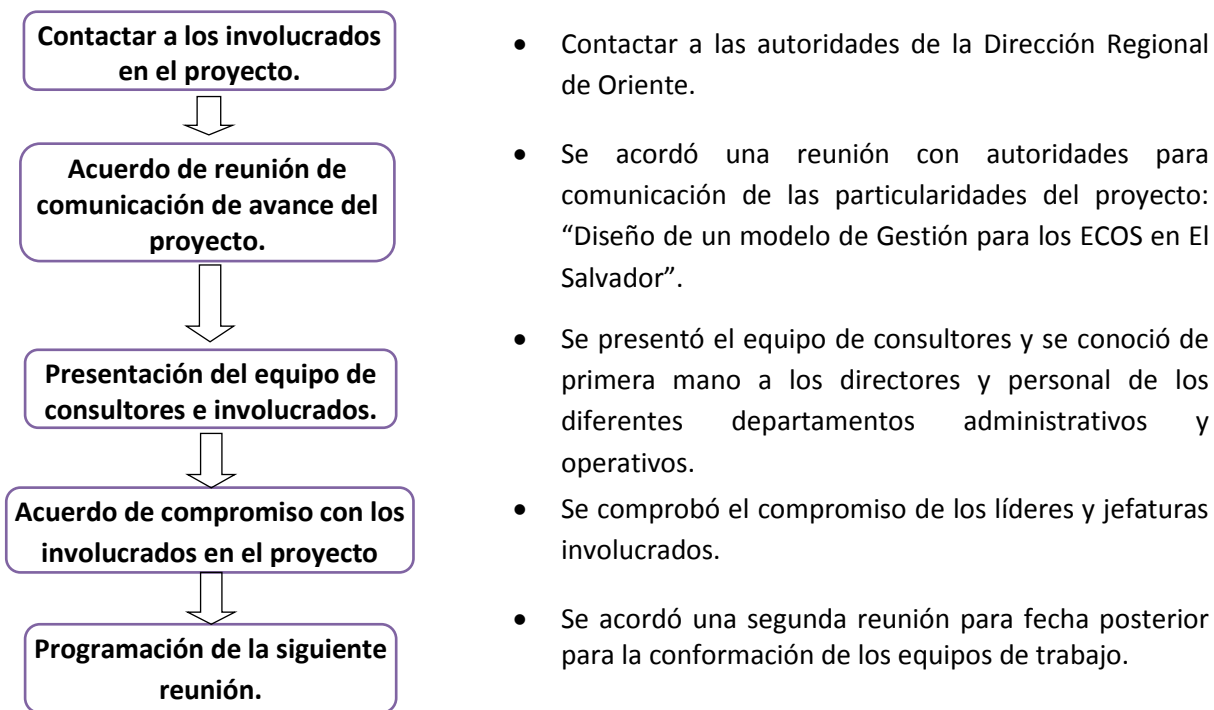 Contactar a los involucrados
en el proyecto.
• Contactar a las autoridades de la Dirección Regional
de Oriente.
Acuerdo de reunión de
comunicación de avance del
proyecto.
• Se acordó una reunión con autoridades para
comunicación de las particularidades del proyecto:
“Diseño de un modelo de Gestión para los ECOS en El
Salvador”.
Presentación del equipo de
consultores e involucrados.
• Se presentó el equipo de consultores y se conoció de
primera mano a los directores y personal de los
diferentes departamentos administrativos y
operativos.
Acuerdo de compromiso con los
involucrados en el proyecto
• Se comprobó el compromiso de los líderes y jefaturas
involucrados.
Programación de la siguiente
reunión.
• Se acordó una segunda reunión para fecha posterior
para la conformación de los equipos de trabajo.